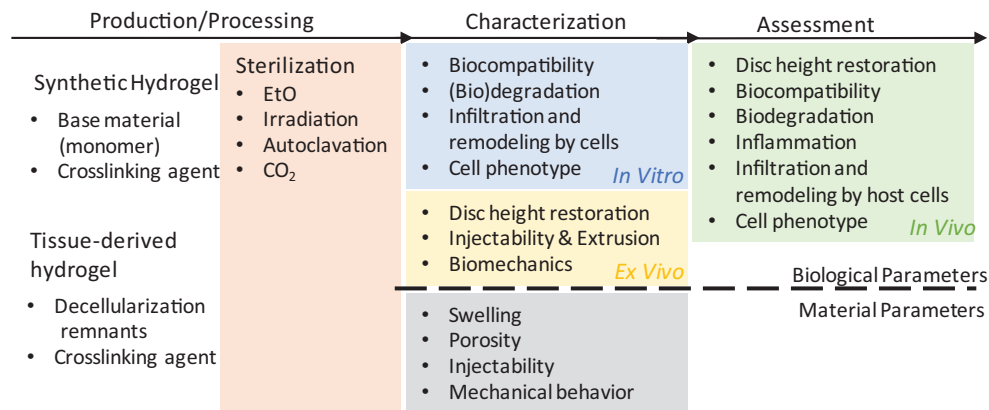 Production/Processing
Characterization
Assessment
Synthetic Hydrogel
• Base material
(monomer)
• Crosslinking agent
Tissue-derived
hydrogel
• Decellularization
remnants
• Crosslinking agent
Sterilization
• EtO
• Irradiation
• Autoclavation
• CO₂
• Biocompatibility
• (Bio)degradation
• Infiltration and
remodeling by cells
• Cell phenotype
In Vitro
• Disc height restoration
• Injectability & Extrusion
• Biomechanics
Ex Vivo
• Swelling
• Porosity
• Injectability
• Mechanical behavior
• Disc height restoration
• Biocompatibility
• Biodegradation
• Inflammation
• Infiltration and
remodeling by host cells
• Cell phenotype
In Vivo
Biological Parameters
Material Parameters